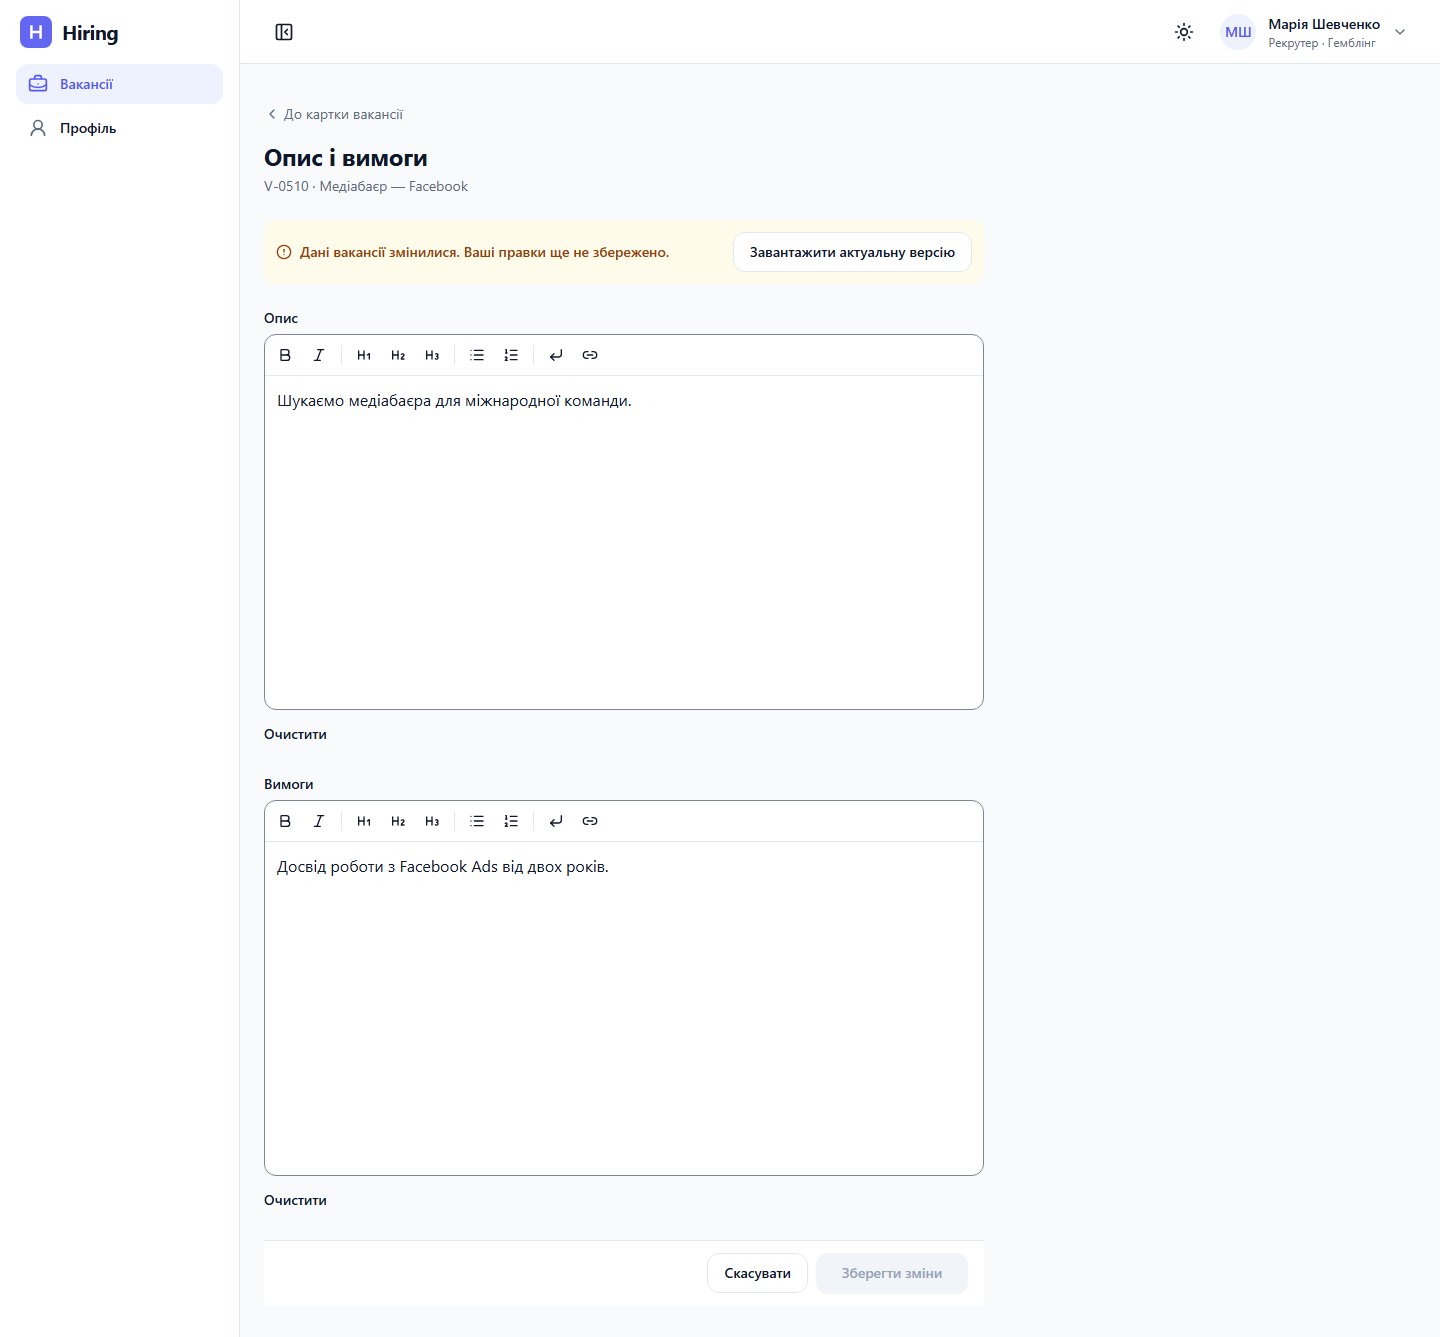 H Hiring
Вакансії
Профіль
МШ
Марія Шевченко
Рекрутер · Гемблінг
До картки вакансії
Опис і вимоги
V-0510 · Медіабаєр — Facebook
Дані вакансії змінилися. Ваші правки ще не збережено.
Завантажити актуальну версію
Опис
B I H1 H2 H3
Шукаємо медіабаєра для міжнародної команди.
Очистити
Вимоги
B I H1 H2 H3
Досвід роботи з Facebook Ads від двох років.
Очистити
Скасувати
Зберегти зміни